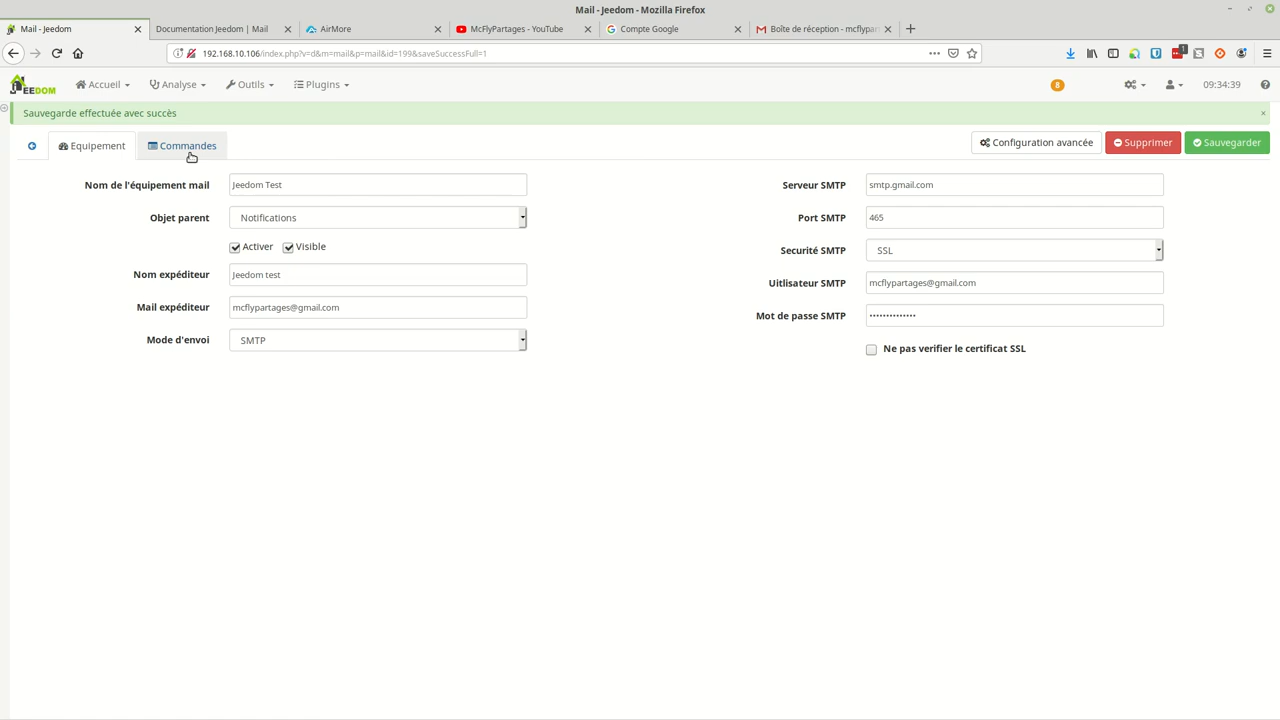 Mail - Jeedom - Mozilla Firefox
Mail - Jeedom
Documentation Jeedom | Mail
AirMore
McFlyPartages - YouTube
Compte Google
Boîte de réception - mcflypar
192.168.10.106/index.php?v=d&m=mail&p=mail&id=199&saveSuccessFull=1
1
JEEDOM
Accueil
Analyse
Outils
Plugins
8
09:34:39
Sauvegarde effectuée avec succès
×
Equipement
Commandes
Configuration avancée
Supprimer
Sauvegarder
Nom de l'équipement mail
Jeedom Test
Serveur SMTP
smtp.gmail.com
Objet parent
Notifications
Port SMTP
465
Activer
Visible
Securité SMTP
SSL
Nom expéditeur
Jeedom test
Uitlisateur SMTP
mcflypartages@gmail.com
Mail expéditeur
mcflypartages@gmail.com
Mot de passe SMTP
••••••••••••••
Mode d'envoi
SMTP
Ne pas verifier le certificat SSL